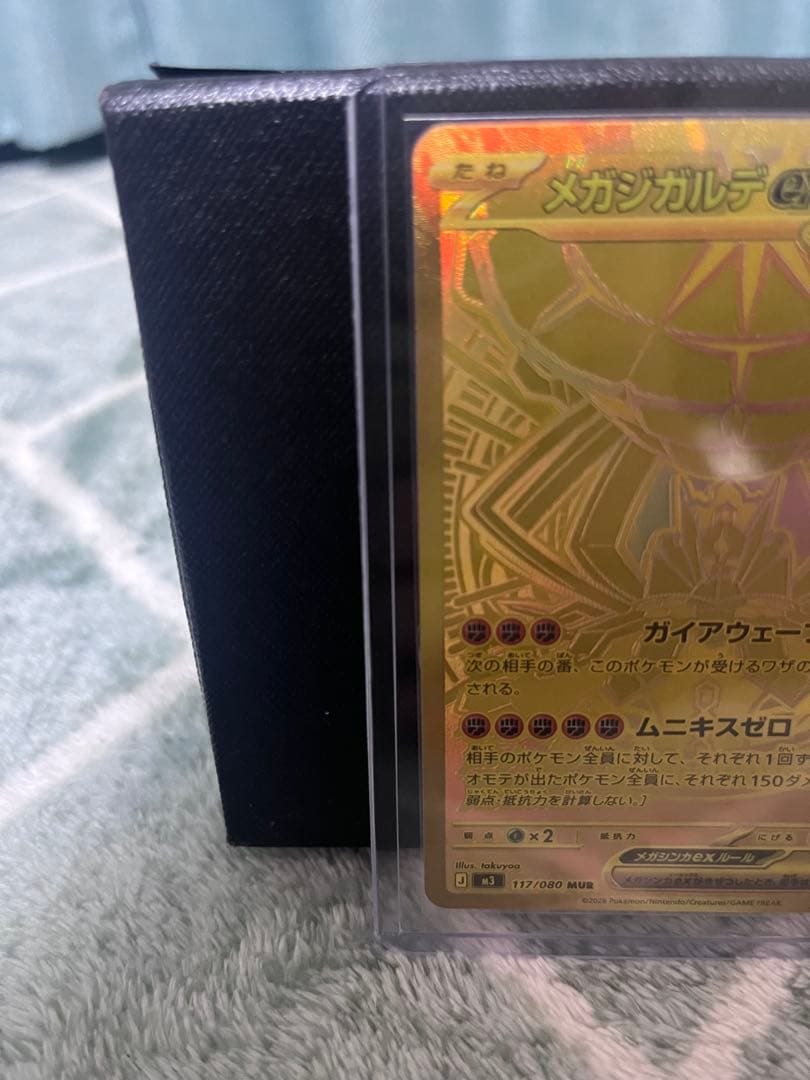 たね
メガジガルデex
ガイアウェーブ
次の相手の番、このポケモンが受けるワザの
される。
ムニキスゼロ
相手のポケモン全員に対して、それぞれ1回ず
オモテが出たポケモン全員に、それぞれ150ダメ
弱点・抵抗力を計算しない。]
弱点 ×2 抵抗力 にげる
メガシンカexルール
Illus. takuyoa
J M3 117/080 MUR
©2026 Pokémon/Nintendo/Creatures/GAME FREAK